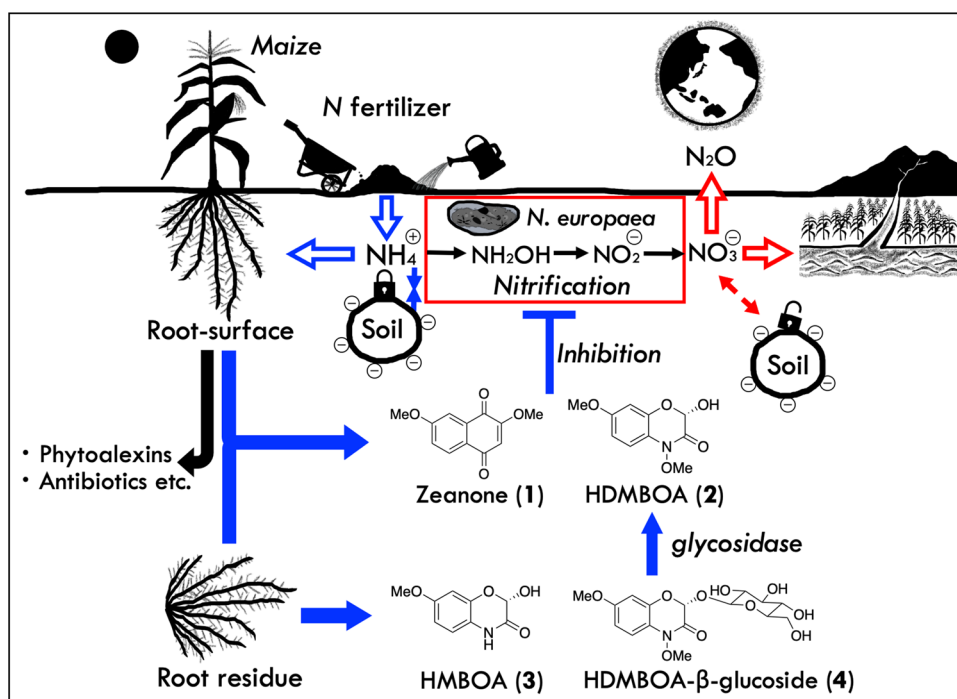 Maize
N fertilizer
N₂O
N. europaea
NH₄⊕
NH₂OH
NO₂⊖
NO₃⊖
Nitrification
Soil
Root-surface
Inhibition
Soil
· Phytoalexins
· Antibiotics etc.
MeO
O
OMe
O
MeO
O
OH
N
O
OMe
Zeanone (1)
HDMBOA (2)
glycosidase
Root residue
MeO
O
OH
N
H
O
MeO
O
O
N
O
OMe
HO
HO
O
OH
OH
HMBOA (3)
HDMBOA-β-glucoside (4)